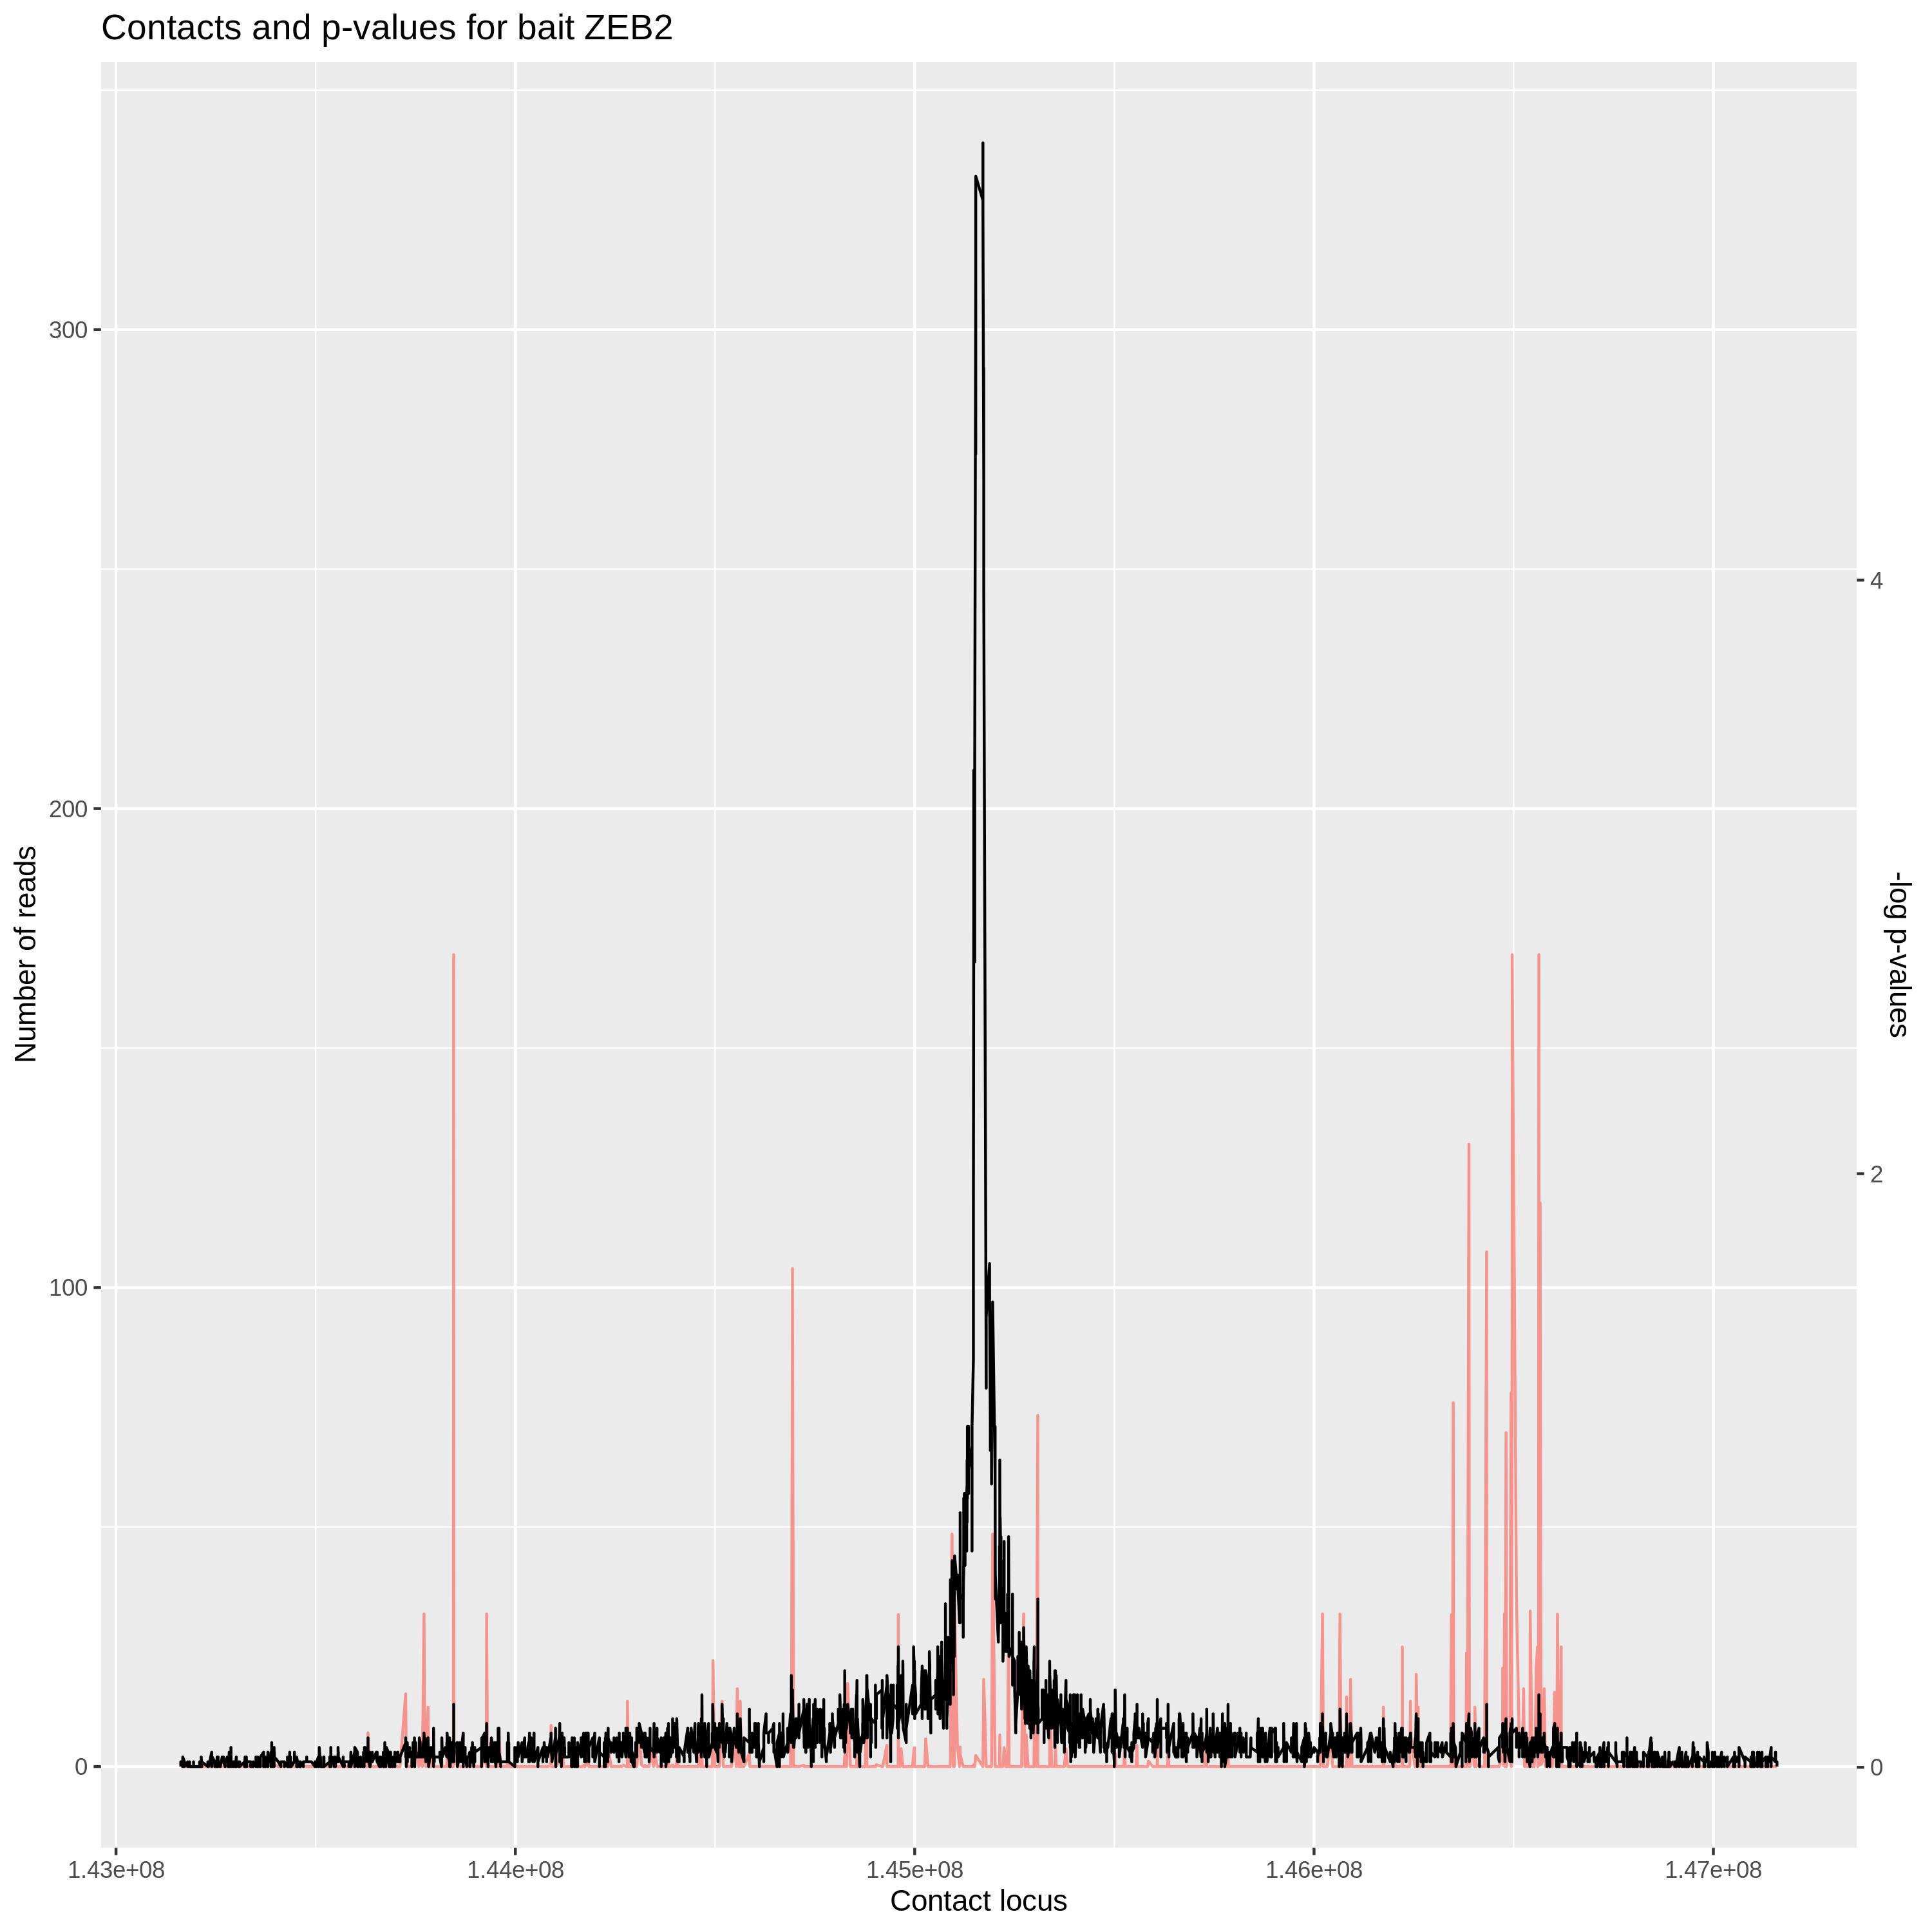 Contacts and p-values for bait ZEB2
300
200
100
0
Number of reads
4
2
0
-log p-values
1.43e+08 1.44e+08 1.45e+08 1.46e+08 1.47e+08
Contact locus